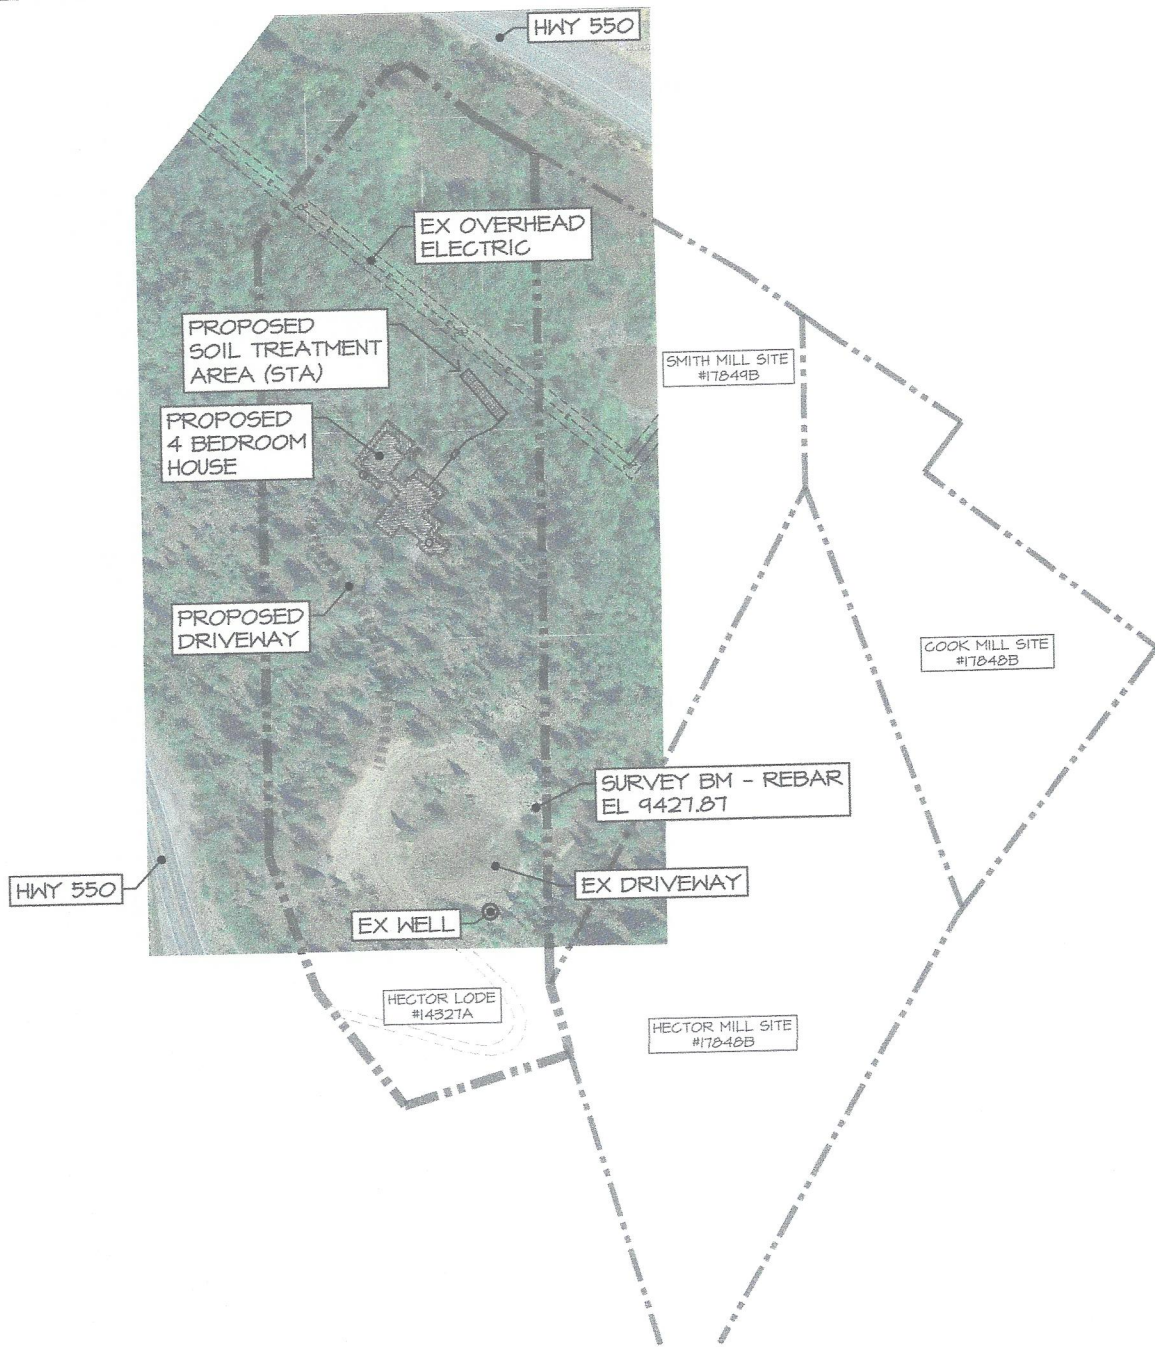 HWY 550
EX OVERHEAD
ELECTRIC
PROPOSED
SOIL TREATMENT
AREA (STA)
SMITH MILL SITE
#17849B
PROPOSED
4 BEDROOM
HOUSE
PROPOSED
DRIVEWAY
COOK MILL SITE
#17848B
SURVEY BM - REBAR
EL 9427.87
HWY 550
EX DRIVEWAY
EX WELL
HECTOR LODE
#14327A
HECTOR MILL SITE
#17848B